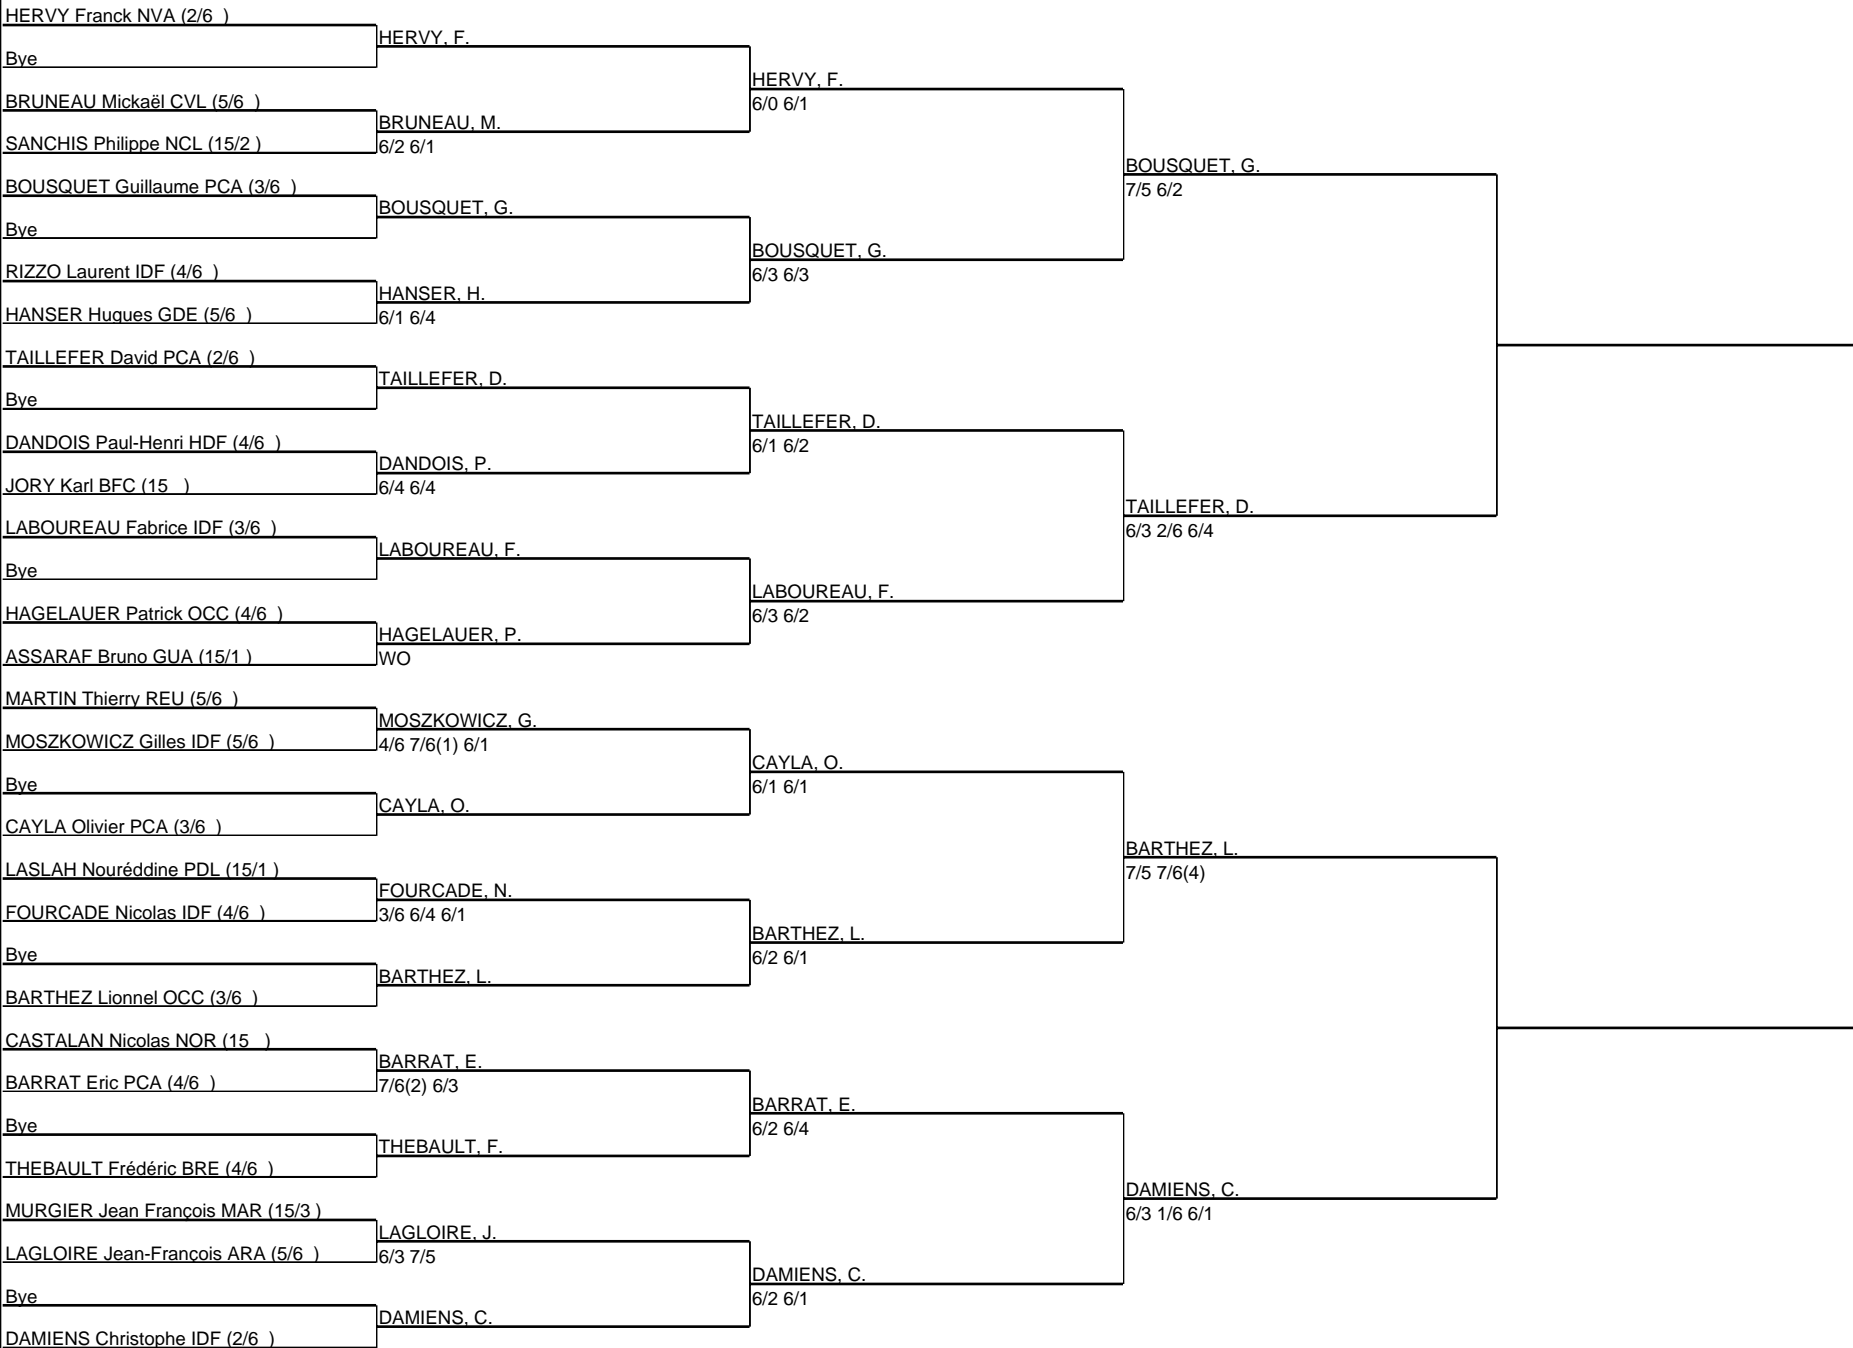 HERVY Franck NVA (2/6 )
HERVY, F.
Bye
HERVY, F.
6/0 6/1
BRUNEAU Mickaël CVL (5/6 )
BRUNEAU, M.
6/2 6/1
SANCHIS Philippe NCL (15/2 )
BOUSQUET, G.
7/5 6/2
BOUSQUET Guillaume PCA (3/6 )
BOUSQUET, G.
Bye
BOUSQUET, G.
6/3 6/3
RIZZO Laurent IDF (4/6 )
HANSER, H.
6/1 6/4
HANSER Hugues GDE (5/6 )
TAILLEFER David PCA (2/6 )
TAILLEFER, D.
Bye
TAILLEFER, D.
6/1 6/2
DANDOIS Paul-Henri HDF (4/6 )
DANDOIS, P.
6/4 6/4
JORY Karl BFC (15 )
TAILLEFER, D.
6/3 2/6 6/4
LABOUREAU Fabrice IDF (3/6 )
LABOUREAU, F.
Bye
LABOUREAU, F.
6/3 6/2
HAGELAUER Patrick OCC (4/6 )
HAGELAUER, P.
WO
ASSARAF Bruno GUA (15/1 )
MARTIN Thierry REU (5/6 )
MOSZKOWICZ, G.
4/6 7/6(1) 6/1
MOSZKOWICZ Gilles IDF (5/6 )
CAYLA, O.
6/1 6/1
Bye
CAYLA, O.
CAYLA Olivier PCA (3/6 )
BARTHEZ, L.
7/5 7/6(4)
LASLAH Nouréddine PDL (15/1 )
FOURCADE, N.
3/6 6/4 6/1
FOURCADE Nicolas IDF (4/6 )
BARTHEZ, L.
6/2 6/1
Bye
BARTHEZ, L.
BARTHEZ Lionnel OCC (3/6 )
CASTALAN Nicolas NOR (15 )
BARRAT, E.
7/6(2) 6/3
BARRAT Eric PCA (4/6 )
BARRAT, E.
6/2 6/4
Bye
THEBAULT, F.
THEBAULT Frédéric BRE (4/6 )
DAMIENS, C.
6/3 1/6 6/1
MURGIER Jean François MAR (15/3 )
LAGLOIRE, J.
6/3 7/5
LAGLOIRE Jean-François ARA (5/6 )
DAMIENS, C.
6/2 6/1
Bye
DAMIENS, C.
DAMIENS Christophe IDF (2/6 )